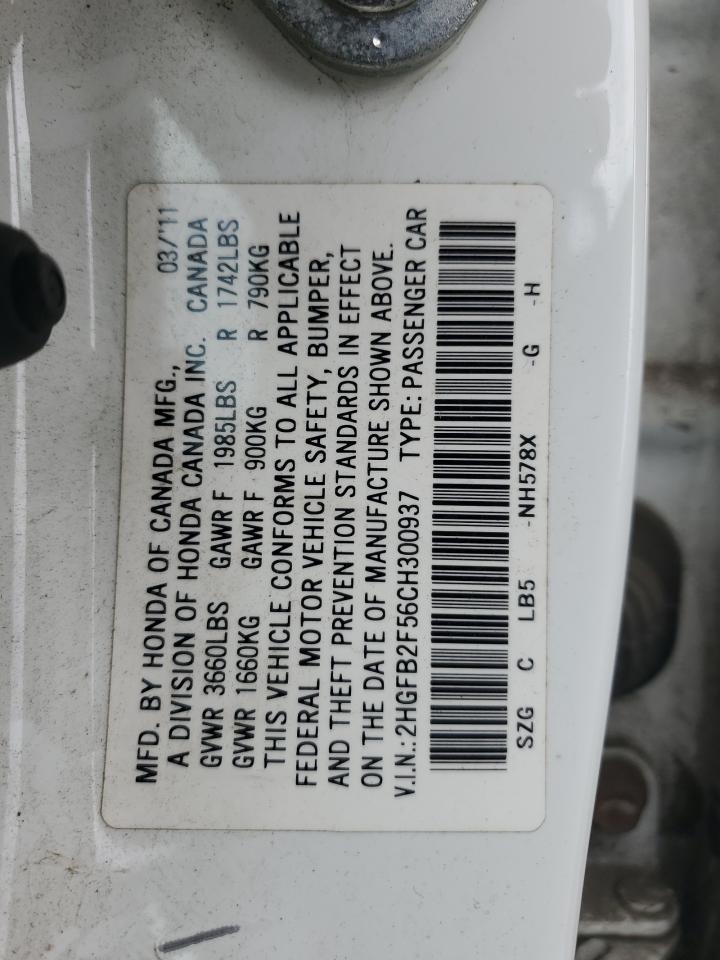 MFD. BY HONDA OF CANADA MFG., 03/'11
A DIVISION OF HONDA CANADA INC. CANADA
GVWR 3660LBS GAWR F 1985LBS R 1742LBS
GVWR 1660KG GAWR F 900KG R 790KG
THIS VEHICLE CONFORMS TO ALL APPLICABLE
FEDERAL MOTOR VEHICLE SAFETY, BUMPER,
AND THEFT PREVENTION STANDARDS IN EFFECT
ON THE DATE OF MANUFACTURE SHOWN ABOVE.
V.I.N.: 2HGFB2F56CH300937 TYPE: PASSENGER CAR
SZG C LB5 -NH578X -G -H